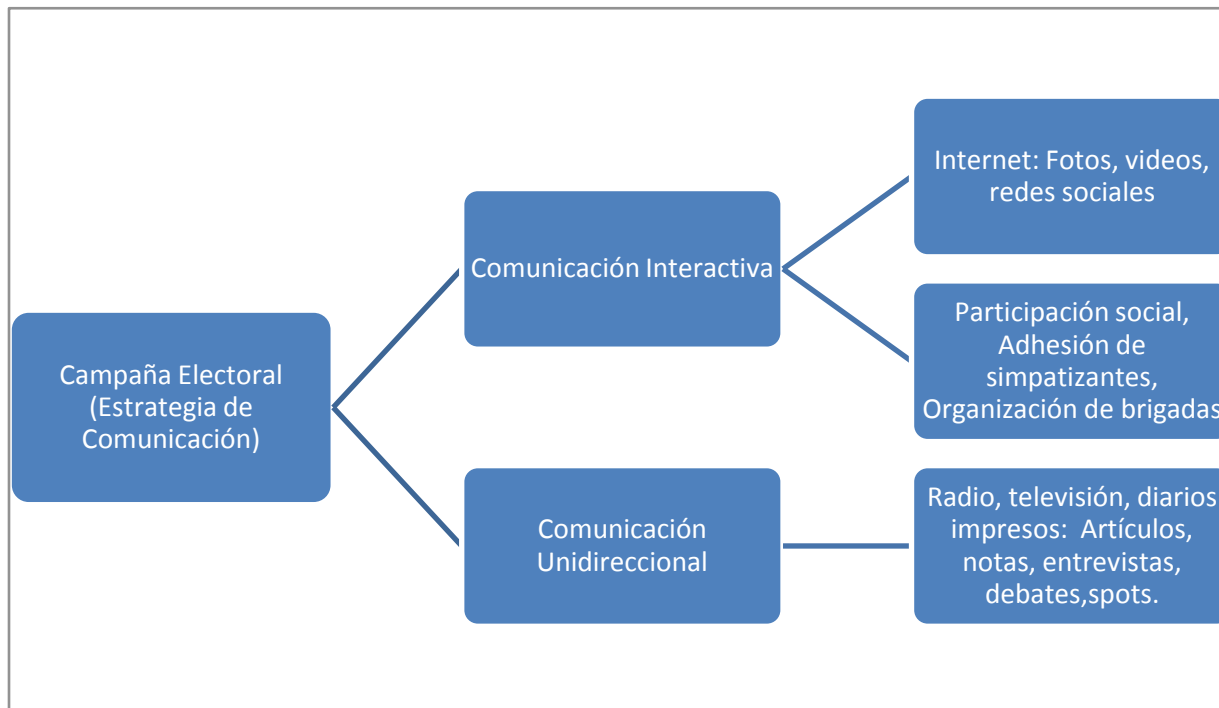 Campaña Electoral
(Estrategia de
Comunicación)
Comunicación Interactiva
Internet: Fotos, videos,
redes sociales
Participación social,
Adhesión de
simpatizantes,
Organización de brigadas
Comunicación
Unidireccional
Radio, televisión, diarios
impresos: Artículos,
notas, entrevistas,
debates,spots.